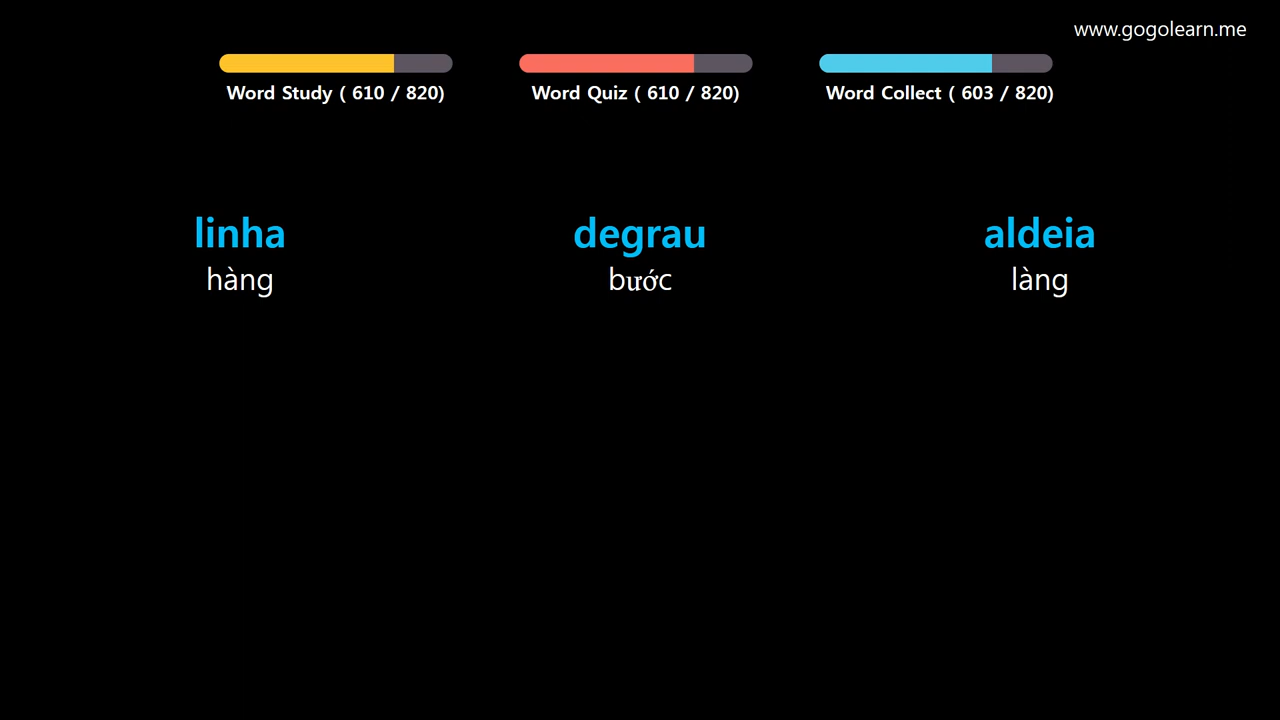 www.gogolearn.me
Word Study ( 610 / 820)
Word Quiz ( 610 / 820)
Word Collect ( 603 / 820)
linha
hàng
degrau
bước
aldeia
làng